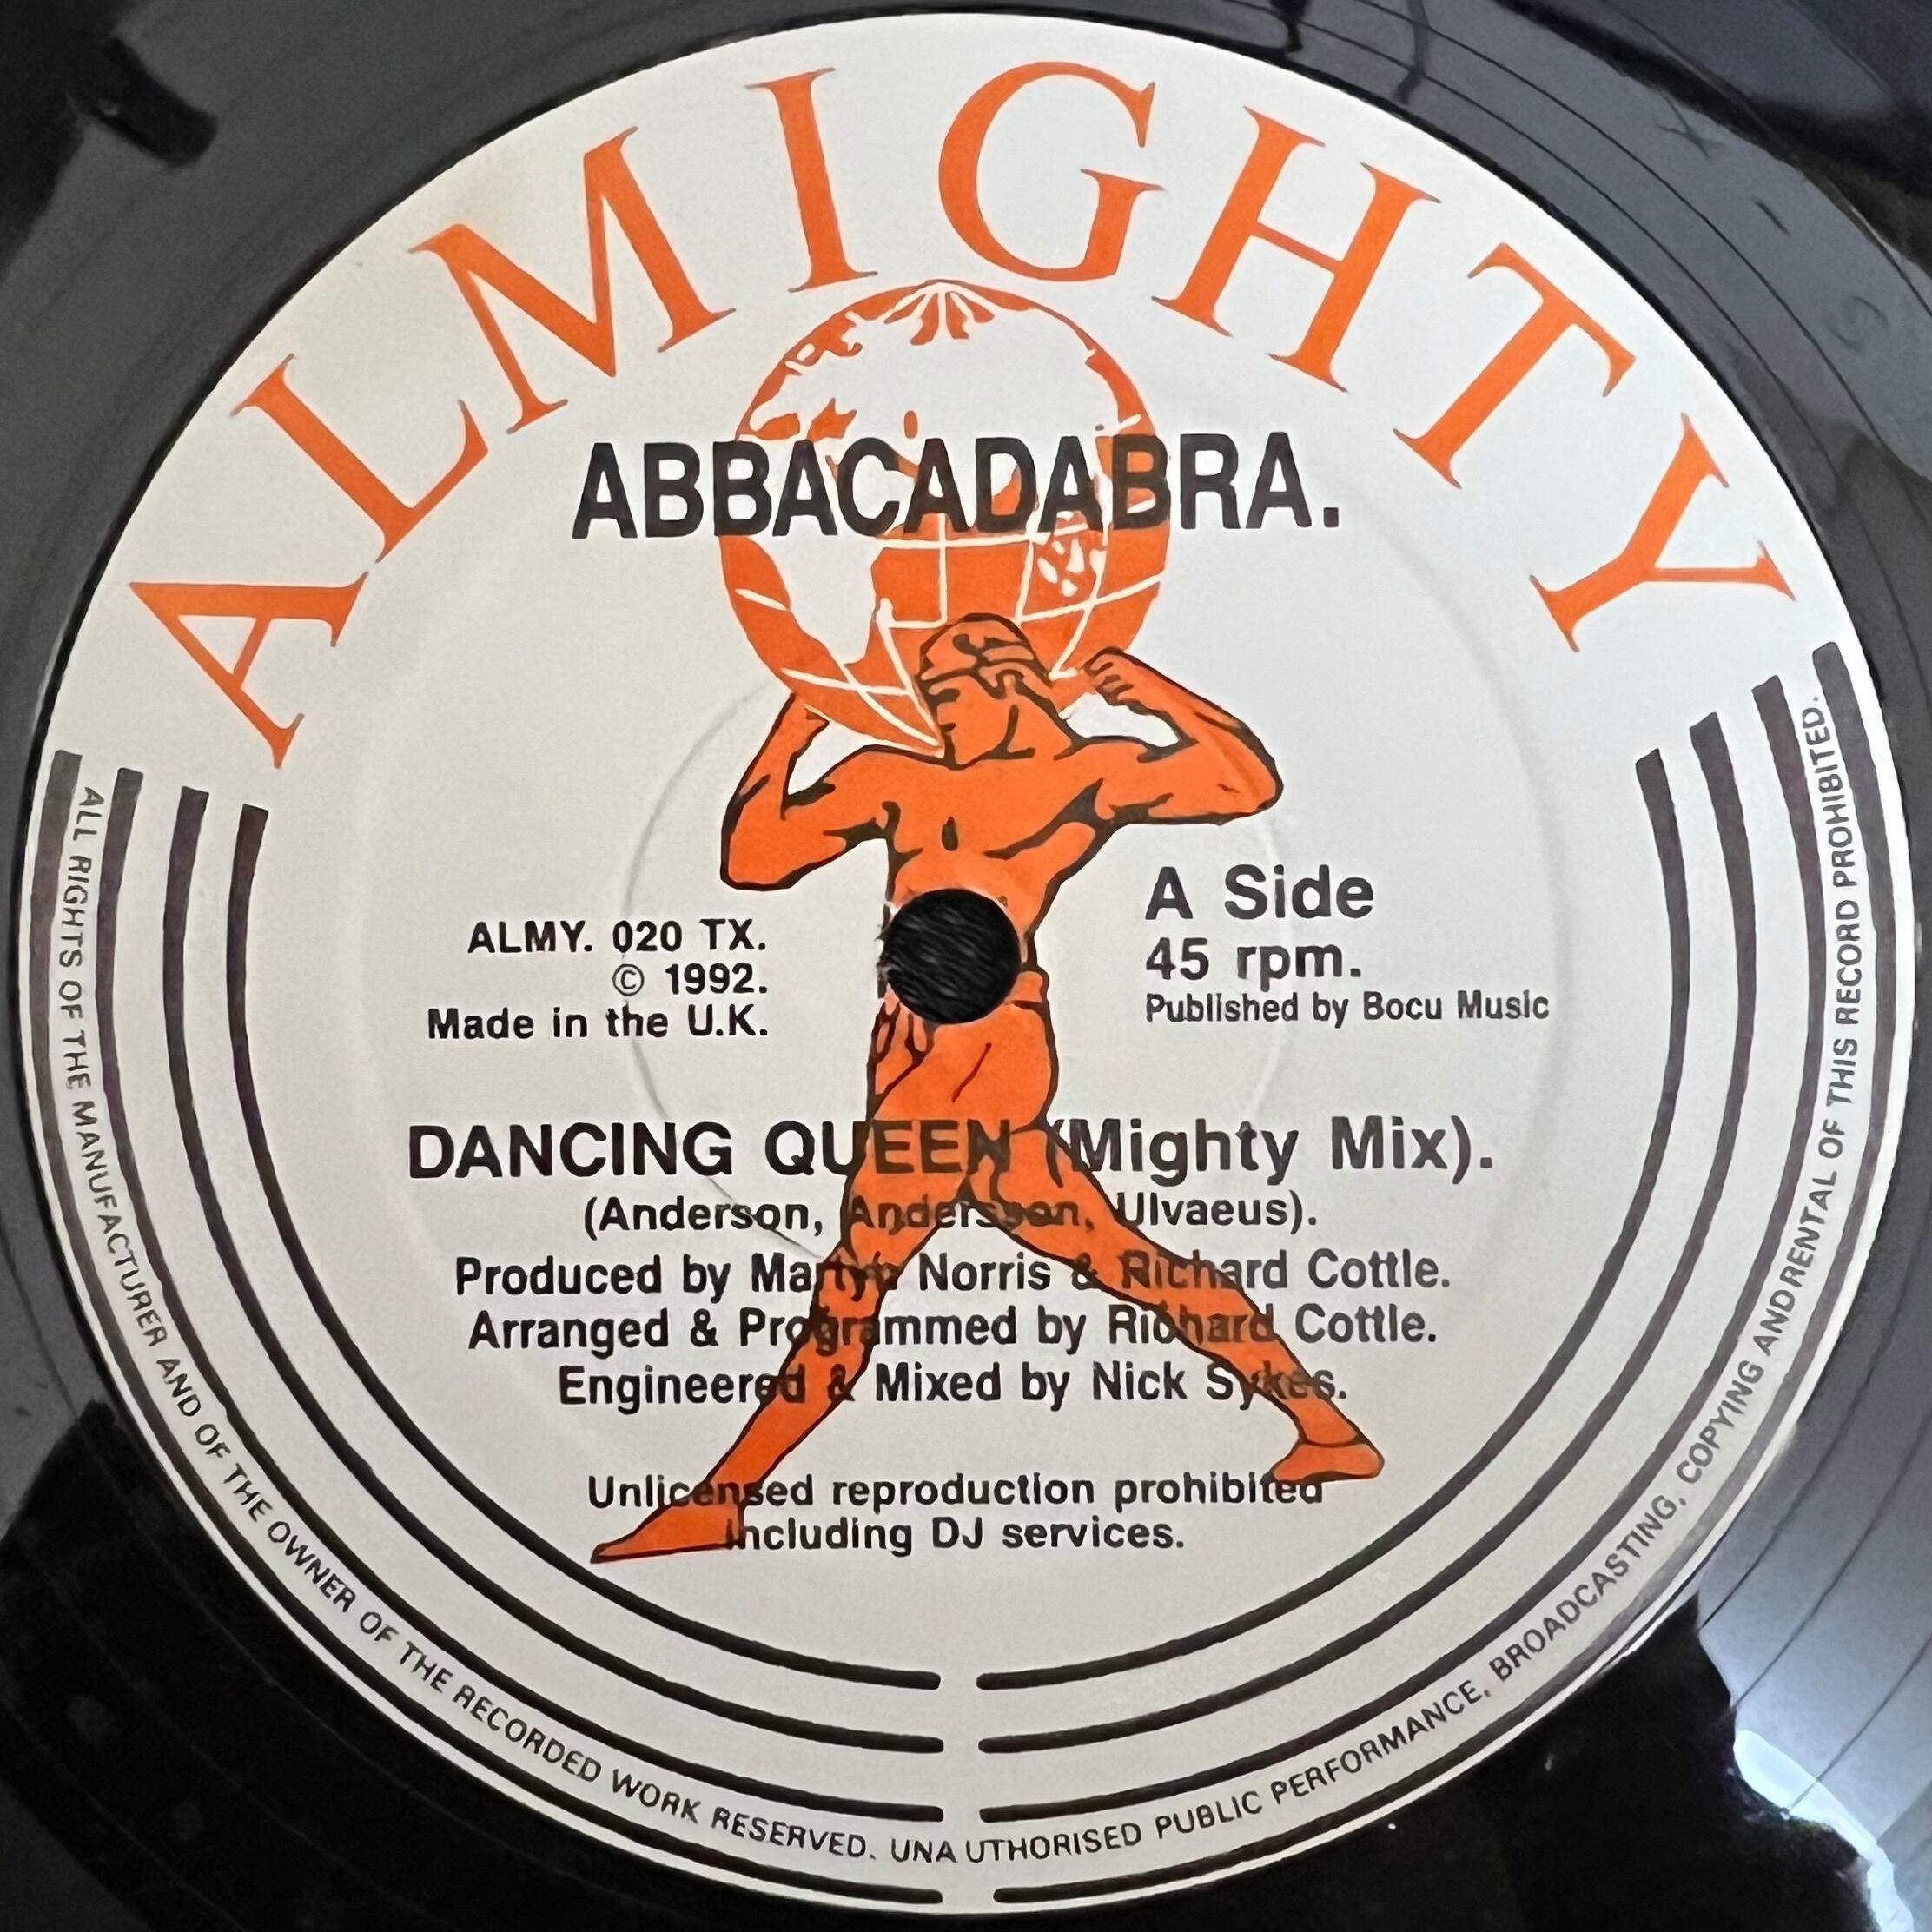 ALMIGHTY
ABBACADABRA.
ALMY. 020 TX.
© 1992.
Made in the U.K.
A Side
45 rpm.
Published by Bocu Music
DANCING QUEEN (Mighty Mix).
(Anderson, Andersson, Ulvaeus).
Produced by Martyn Norris & Richard Cottle.
Arranged & Programmed by Richard Cottle.
Engineered & Mixed by Nick Sykes.
Unlicensed reproduction prohibited
including DJ services.
ALL RIGHTS OF THE MANUFACTURER AND OF THE OWNER OF THE RECORDED WORK RESERVED. UNA UTHORISED PUBLIC PERFORMANCE, BROADCASTING, COPYING ANDRENTAL OF THIS RECORD PROHIBITED.